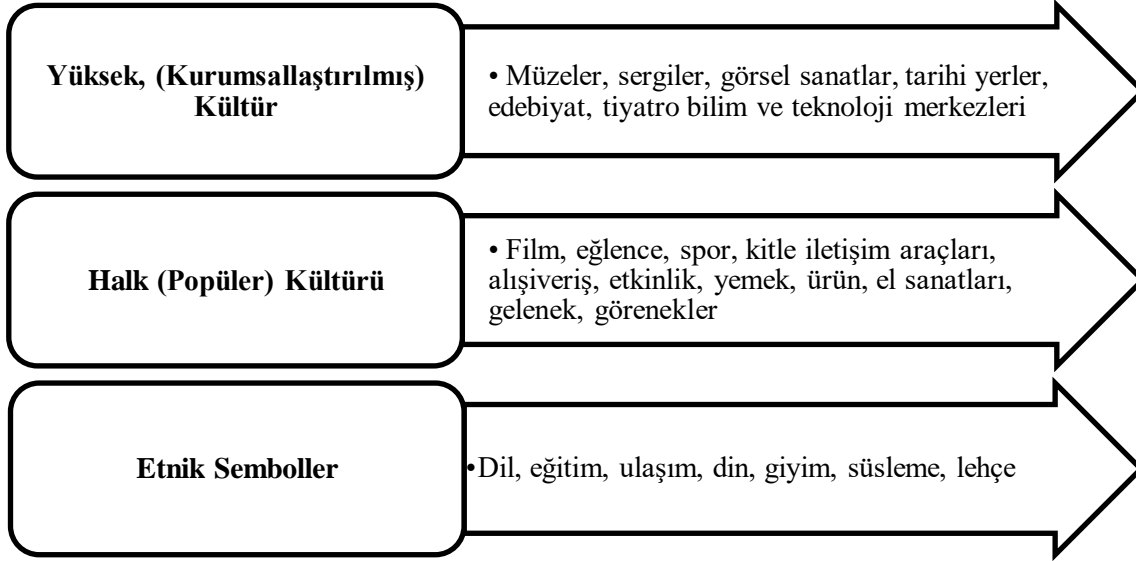 Yüksek, (Kurumsallaştırılmış)
Kültür
• Müzeler, sergiler, görsel sanatlar, tarihi yerler,
edebiyat, tiyatro bilim ve teknoloji merkezleri
Halk (Popüler) Kültürü
• Film, eğlence, spor, kitle iletişim araçları,
alışiveriş, etkinlik, yemek, ürün, el sanatları,
gelenek, görenekler
Etnik Semboller
•Dil, eğitim, ulaşım, din, giyim, süsleme, lehçe